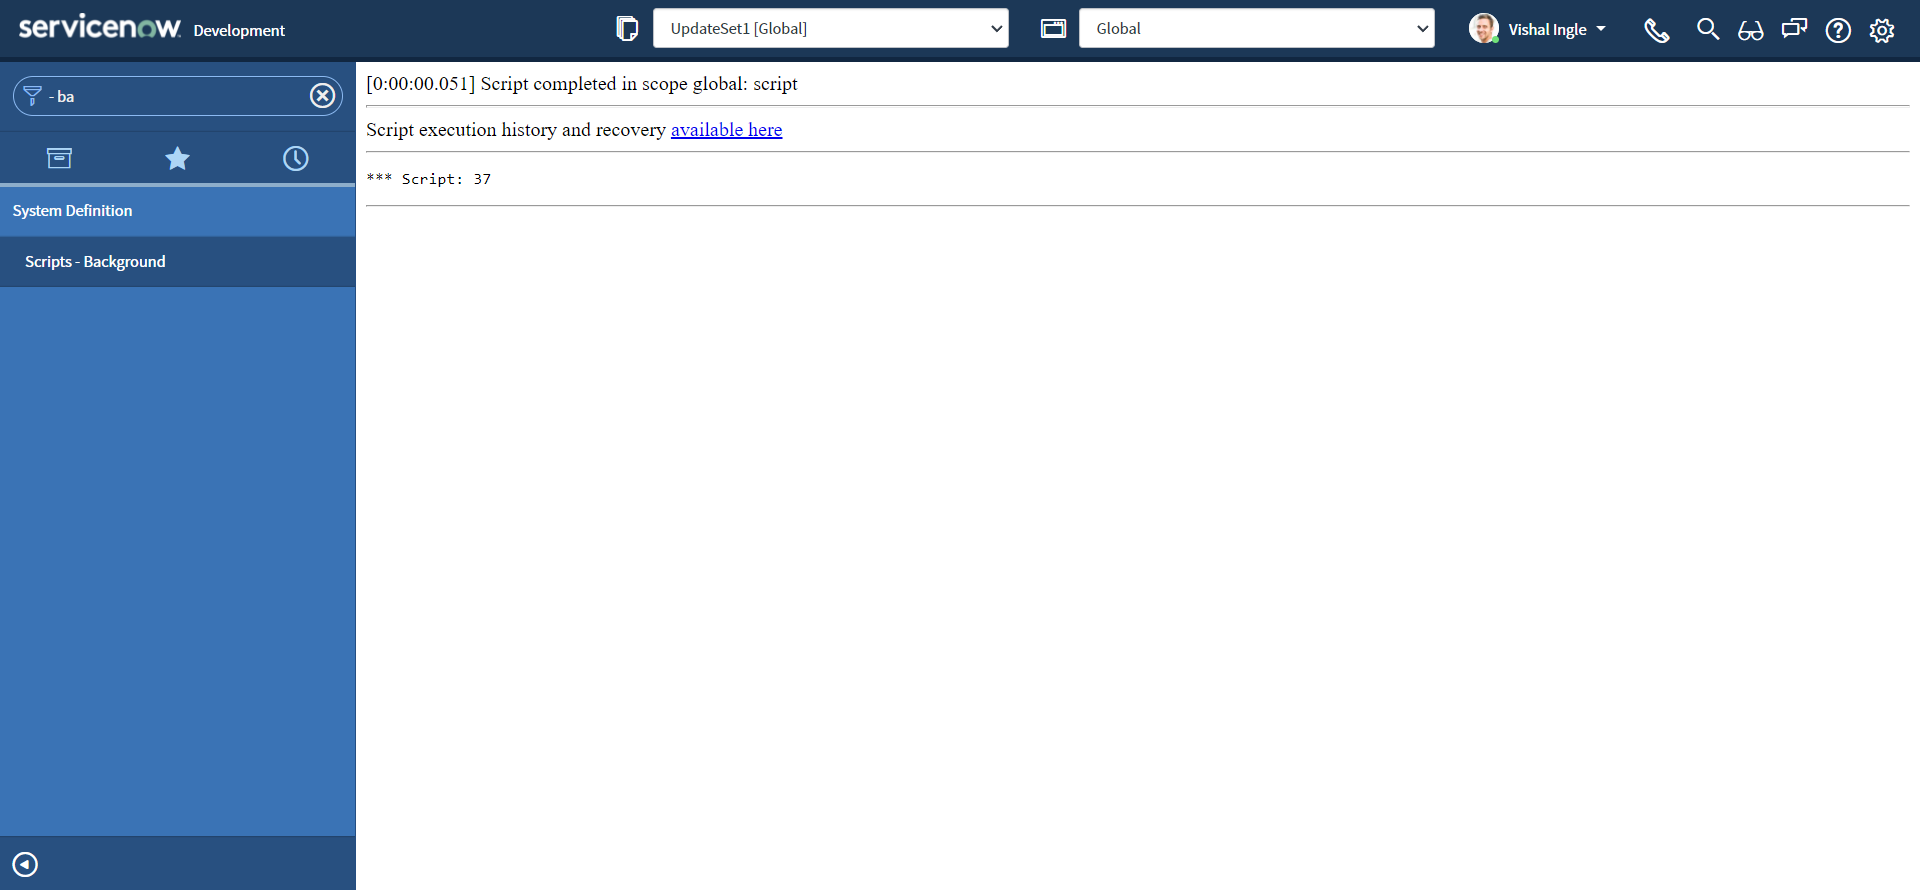 servicenow Development
UpdateSet1 [Global]
Global
Vishal Ingle
- ba
System Definition
Scripts - Background
[0:00:00.051] Script completed in scope global: script
Script execution history and recovery available here
*** Script: 37